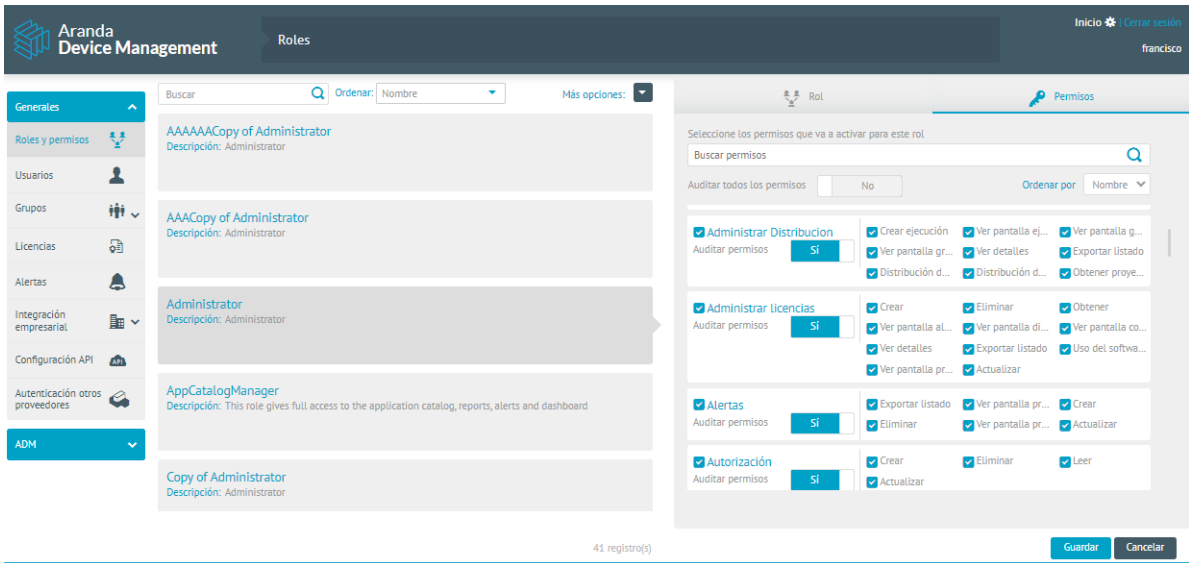 Aranda
Device Management
Roles
Inicio | Cerrar sesión
francisco
Generales
Roles y permisos
Usuarios
Grupos
Licencias
Alertas
Integración
empresarial
Configuración API
API
Autenticación otros
proveedores
ADM
Buscar
Ordenar: Nombre
Más opciones:
AAAAAACopy of Administrator
Descripción: Administrator
AAACopy of Administrator
Descripción: Administrator
Administrator
Descripción: Administrator
AppCatalogManager
Descripción: This role gives full access to the application catalog, reports, alerts and dashboard
Copy of Administrator
Descripción: Administrator
41 registro(s)
Rol
Permisos
Seleccione los permisos que va a activar para este rol
Buscar permisos
Auditar todos los permisos No
Ordenar por Nombre
Administrar Distribucion
Auditar permisos Sí
Crear ejecución Ver pantalla ej... Ver pantalla g...
Ver pantalla gr... Ver detalles Exportar listado
Distribución d... Distribución d... Obtener proye...
Administrar licencias
Auditar permisos Sí
Crear Eliminar Obtener
Ver pantalla al... Ver pantalla di... Ver pantalla co...
Ver detalles Exportar listado Uso del softwa...
Ver pantalla pr... Actualizar
Alertas
Auditar permisos Sí
Exportar listado Ver pantalla pr... Crear
Eliminar Ver pantalla pr... Actualizar
Autorización
Auditar permisos Sí
Crear Eliminar Leer
Actualizar
Guardar Cancelar